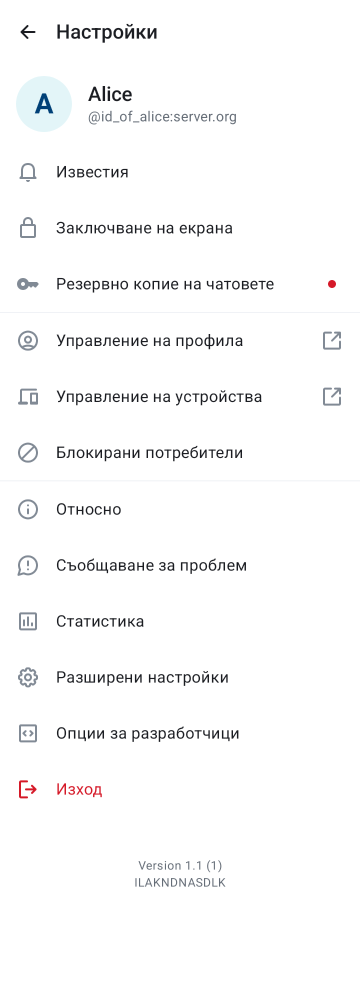 Настройки
A
Alice
@id_of_alice:server.org
Известия
Заключване на екрана
Резервно копие на чатовете
Управление на профила
Управление на устройства
Блокирани потребители
Относно
Съобщаване за проблем
Статистика
Разширени настройки
Опции за разработчици
Изход
Version 1.1 (1)
ILAKNDNASDLK